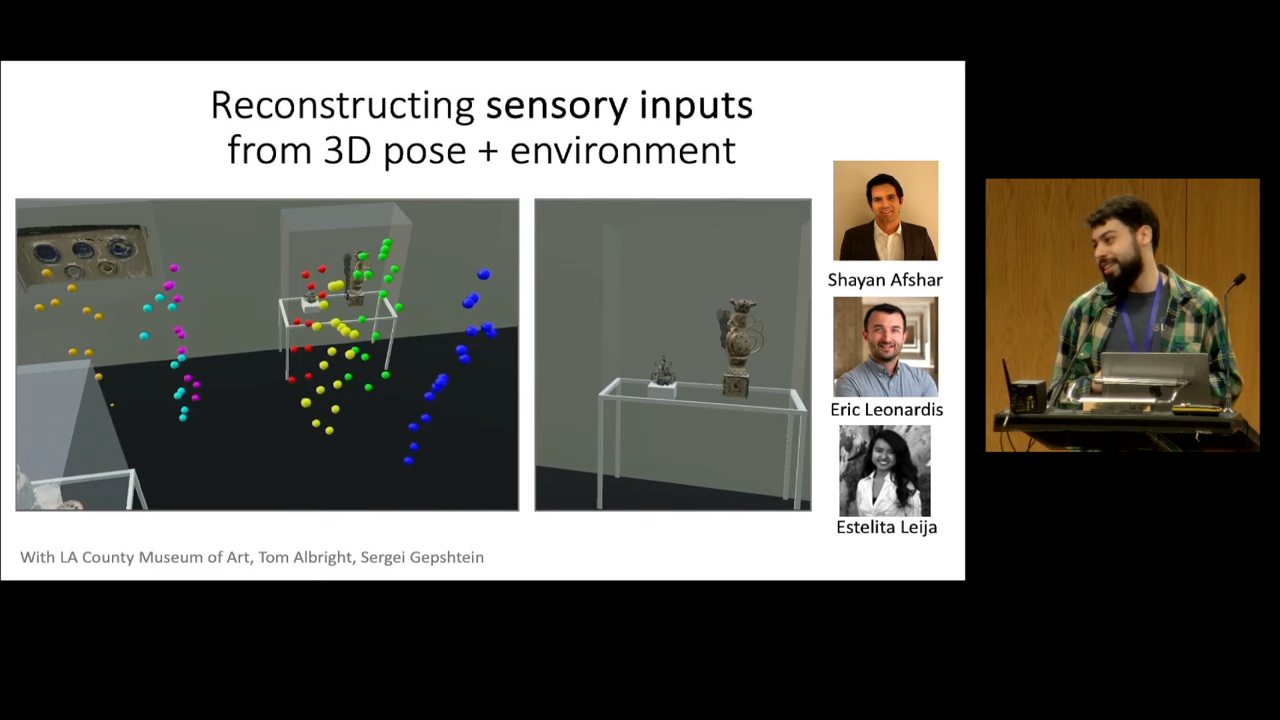 Reconstructing sensory inputs
from 3D pose + environment
Shayan Afshar
Eric Leonardis
Estelita Leija
With LA County Museum of Art, Tom Albright, Sergei Gepshtein